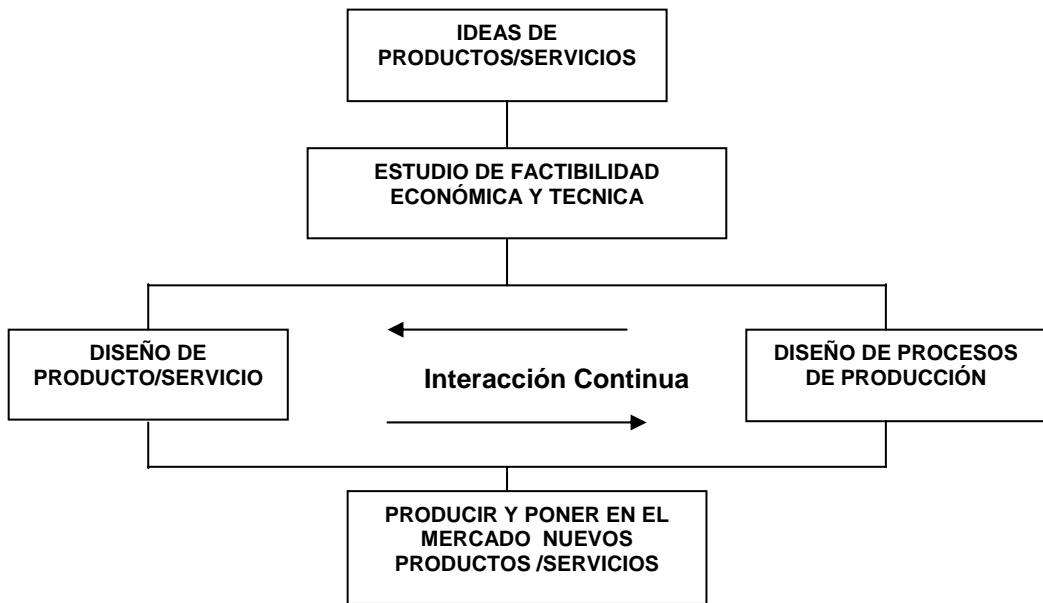 IDEAS DE
PRODUCTOS/SERVICIOS
ESTUDIO DE FACTIBILIDAD
ECONÓMICA Y TECNICA
DISEÑO DE
PRODUCTO/SERVICIO
Interacción Continua
DISEÑO DE PROCESOS
DE PRODUCCIÓN
PRODUCIR Y PONER EN EL
MERCADO NUEVOS
PRODUCTOS /SERVICIOS